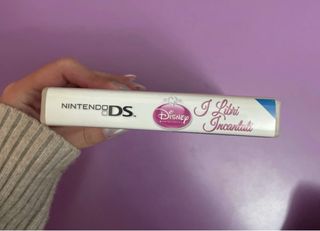 NINTENDO DS
Disney
I Libri
Incantati